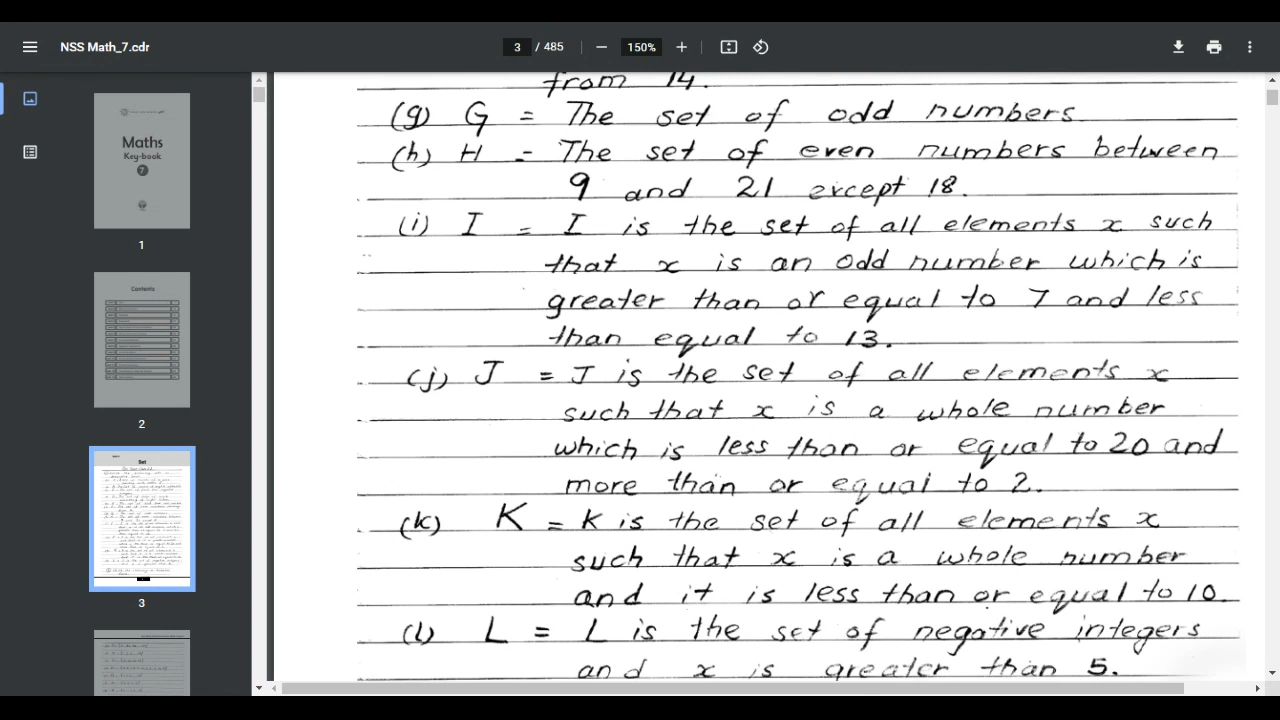 NSS Math_7.cdr
3 / 485
150%
Maths
Key-book
7
1
Contents
2
Set
3
from 14.
(g) G = The set of odd numbers
(h) H = The set of even numbers between
9 and 21 except 18.
(i) I = I is the set of all elements x such
that x is an odd number which is
greater than or equal to 7 and less
than equal to 13.
(j) J = J is the set of all elements x
such that x is a whole number
which is less than or equal to 20 and
more than or equal to 2.
(k) K = K is the set of all elements x
such that x is a whole number
and it is less than or equal to 10.
(l) L = L is the set of negative integers
and x is greater than 5.